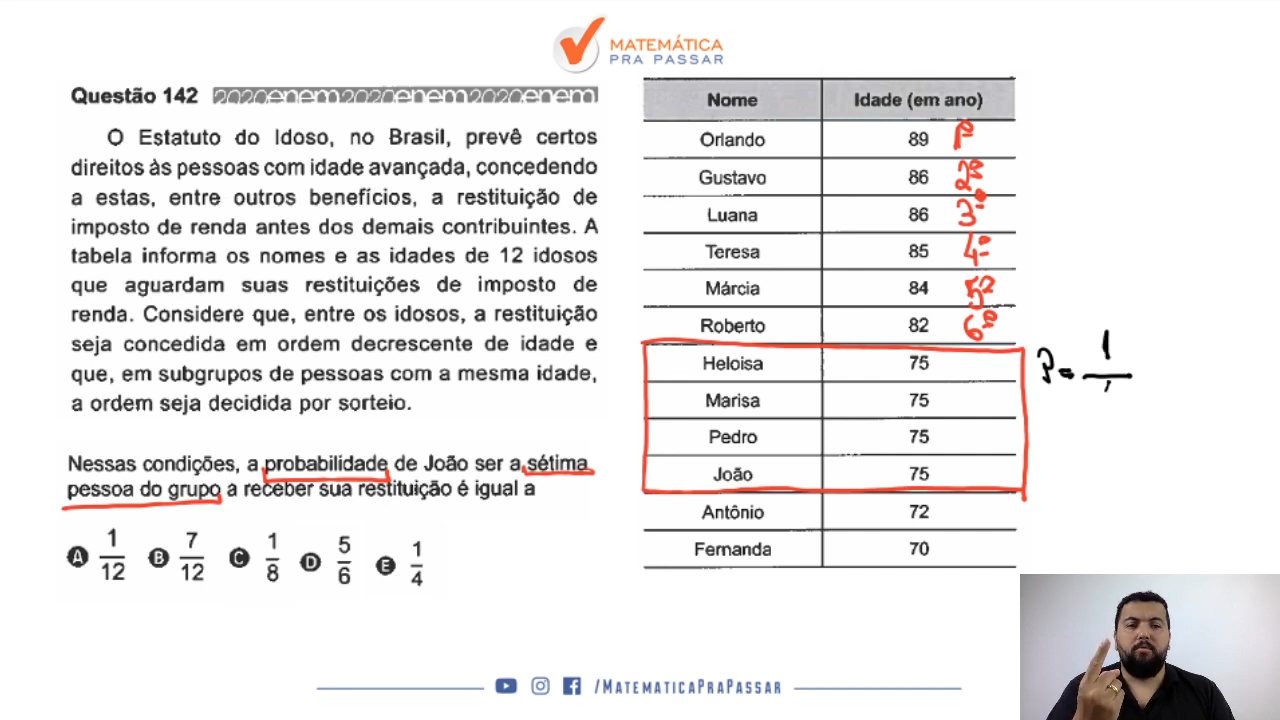 MATEMÁTICA
PRA PASSAR
Questão 142 2020enem2020enem2020enem
O Estatuto do Idoso, no Brasil, prevê certos
direitos às pessoas com idade avançada, concedendo
a estas, entre outros benefícios, a restituição de
imposto de renda antes dos demais contribuintes. A
tabela informa os nomes e as idades de 12 idosos
que aguardam suas restituições de imposto de
renda. Considere que, entre os idosos, a restituição
seja concedida em ordem decrescente de idade e
que, em subgrupos de pessoas com a mesma idade,
a ordem seja decidida por sorteio.
Nessas condições, a probabilidade de João ser a sétima
pessoa do grupo a receber sua restituição é igual a
A 1/12 B 7/12 C 1/8 D 5/6 E 1/4
Nome Idade (em ano)
Orlando 89 1º
Gustavo 86 2º
Luana 86 3º
Teresa 85 4º
Márcia 84 5º
Roberto 82 6º
Heloisa 75
Marisa 75
Pedro 75
João 75
Antônio 72
Fernanda 70
P = 1
/MATEMATICAPRAPASSAR